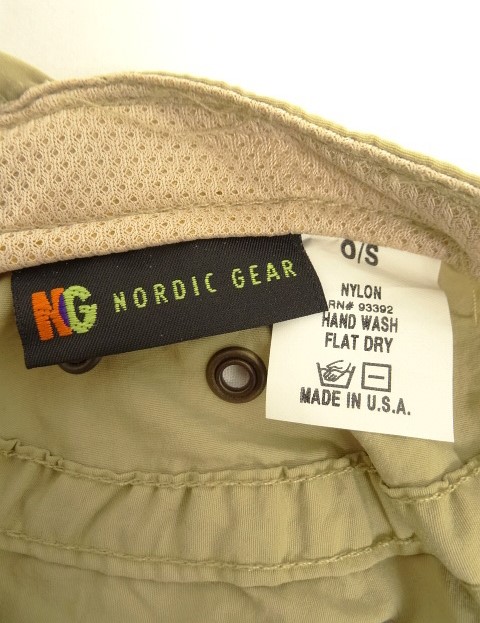 NG NORDIC GEAR
O/S
NYLON
RN# 93392
HAND WASH
FLAT DRY
MADE IN U.S.A.